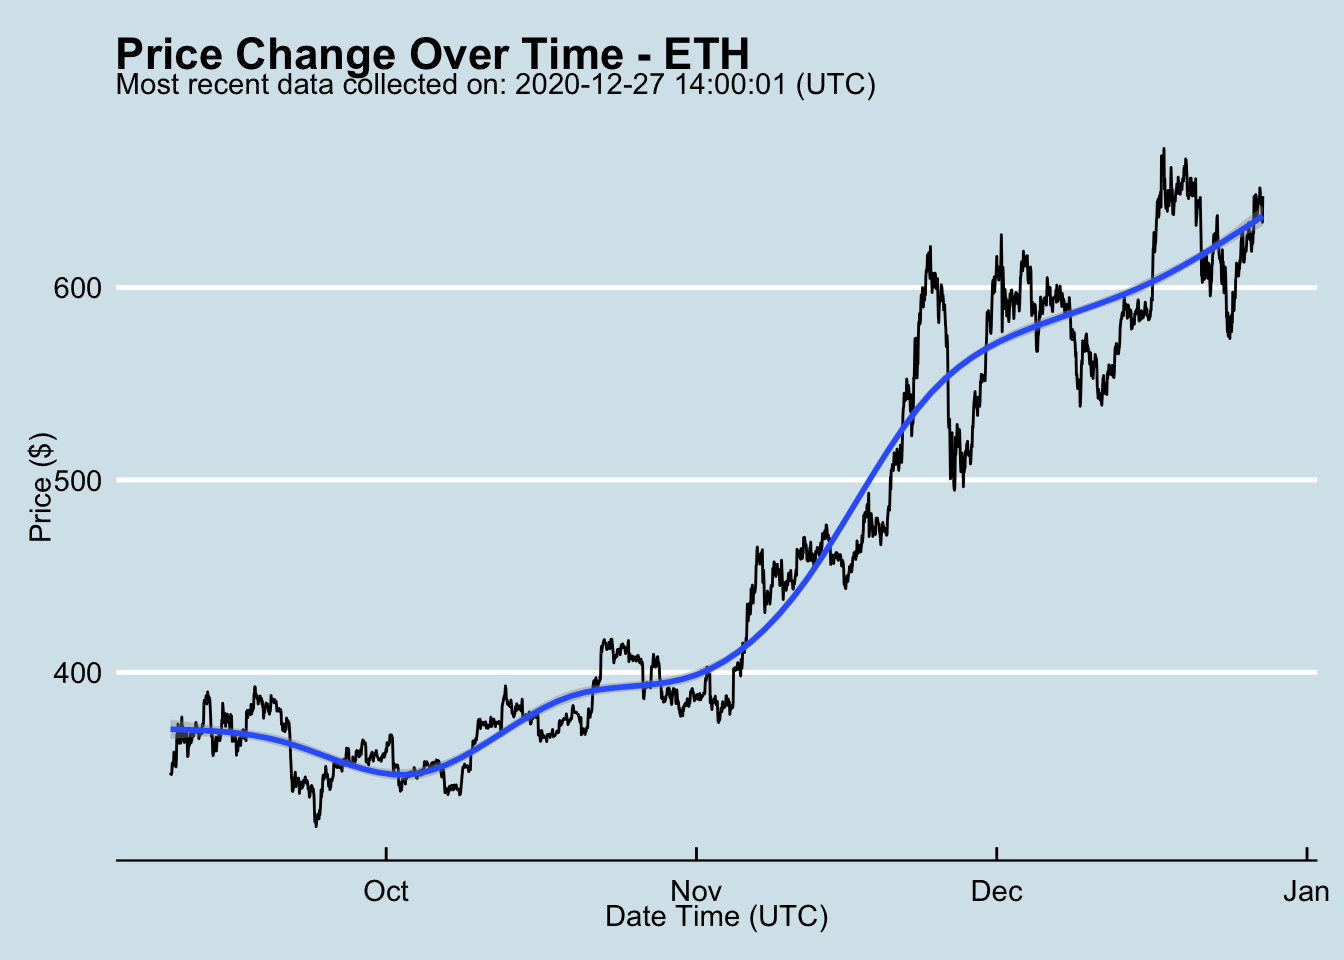 Price Change Over Time - ETH
Most recent data collected on: 2020-12-27 14:00:01 (UTC)
Price ($)
600
500
400
Oct
Nov
Dec
Jan
Date Time (UTC)